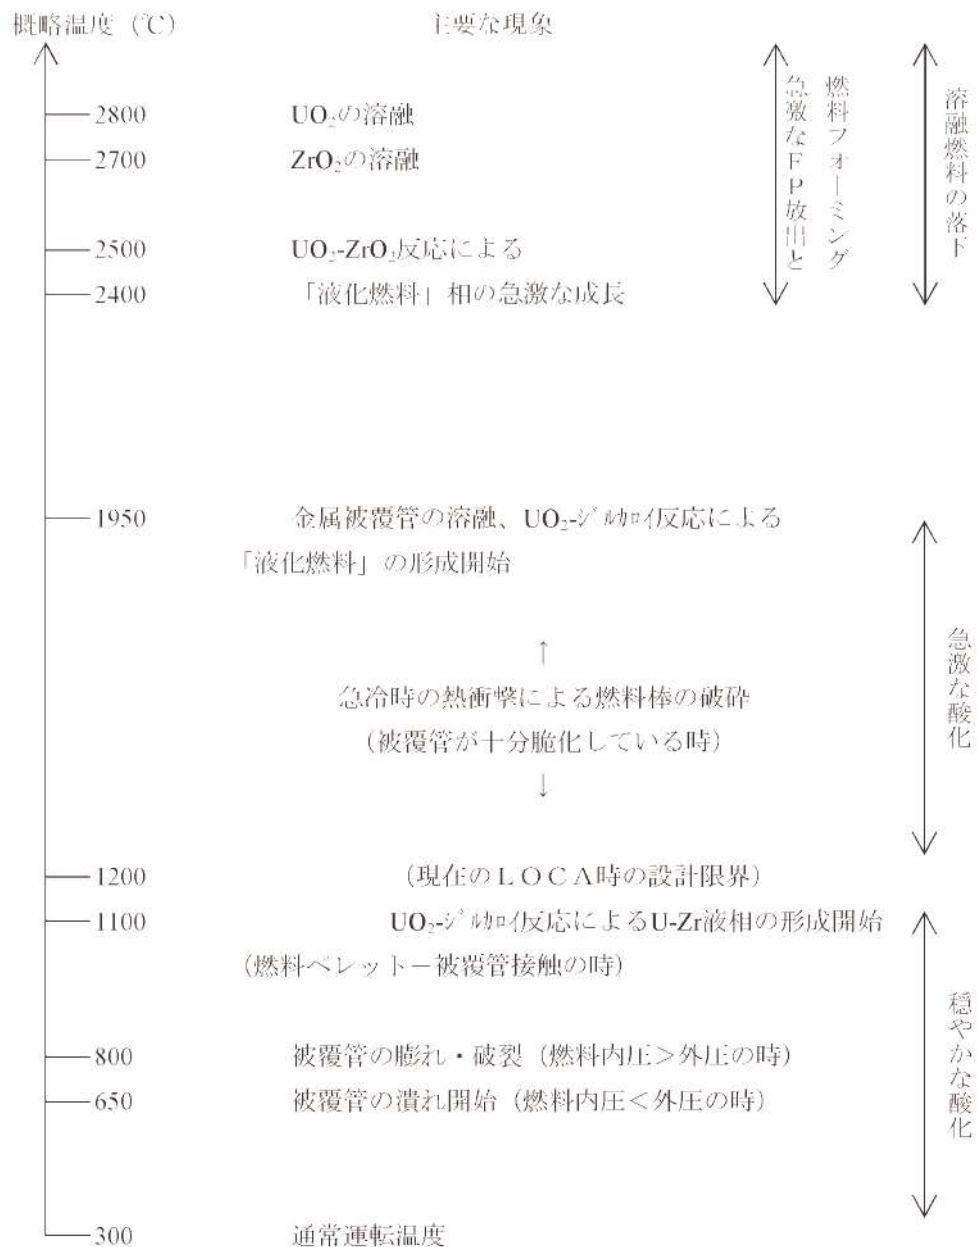 概略温度（℃） 主要な現象
2800 UO₂の溶融
2700 ZrO₂の溶融
2500 UO₂-ZrO₂反応による
2400 「液化燃料」相の急激な成長
急激なＦＰ放出と
燃料フォーミング
溶融燃料の落下
1950 金属被覆管の溶融、UO₂-ｼﾞﾙｶﾛｲ反応による
「液化燃料」の形成開始
↑
急冷時の熱衝撃による燃料棒の破砕
（被覆管が十分脆化している時）
↓
急激な酸化
1200 （現在のＬＯＣＡ時の設計限界）
1100 UO₂-ｼﾞﾙｶﾛｲ反応によるU-Zr液相の形成開始
（燃料ペレット－被覆管接触の時）
800 被覆管の膨れ・破裂（燃料内圧＞外圧の時）
650 被覆管の潰れ開始（燃料内圧＜外圧の時）
穏やかな酸化
300 通常運転温度